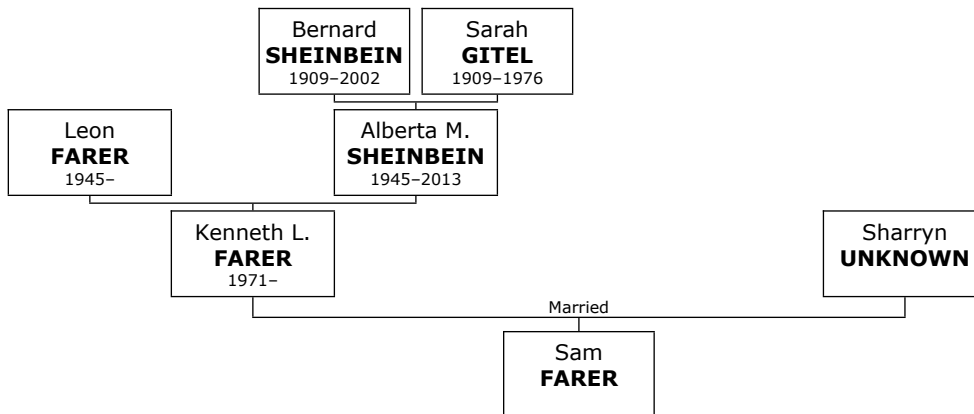 Bernard
SHEINBEIN
1909–2002
Sarah
GITEL
1909–1976
Leon
FARER
1945–
Alberta M.
SHEINBEIN
1945–2013
Kenneth L.
FARER
1971–
Sharryn
UNKNOWN
Married
Sam
FARER